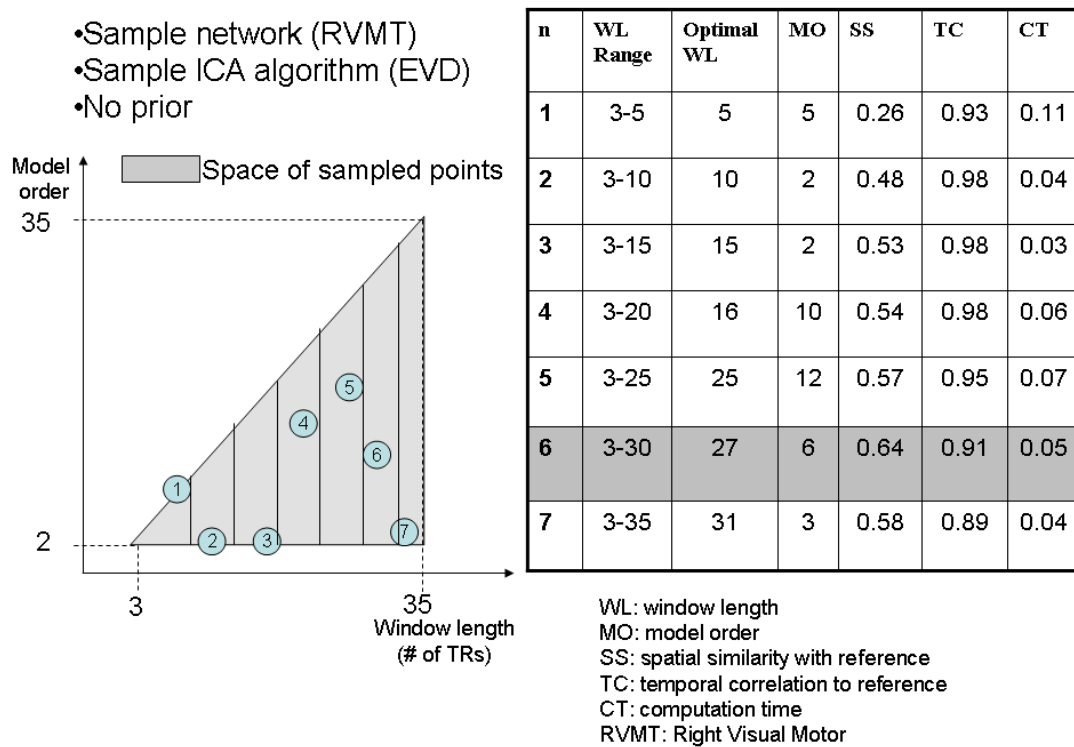 •Sample network (RVMT)
•Sample ICA algorithm (EVD)
•No prior
Model
order
Space of sampled points
35
2
1
2
3
4
5
6
7
3
35
Window length
(# of TRs)
n WL Range Optimal WL MO SS TC CT
1 3-5 5 5 0.26 0.93 0.11
2 3-10 10 2 0.48 0.98 0.04
3 3-15 15 2 0.53 0.98 0.03
4 3-20 16 10 0.54 0.98 0.06
5 3-25 25 12 0.57 0.95 0.07
6 3-30 27 6 0.64 0.91 0.05
7 3-35 31 3 0.58 0.89 0.04
WL: window length
MO: model order
SS: spatial similarity with reference
TC: temporal correlation to reference
CT: computation time
RVMT: Right Visual Motor